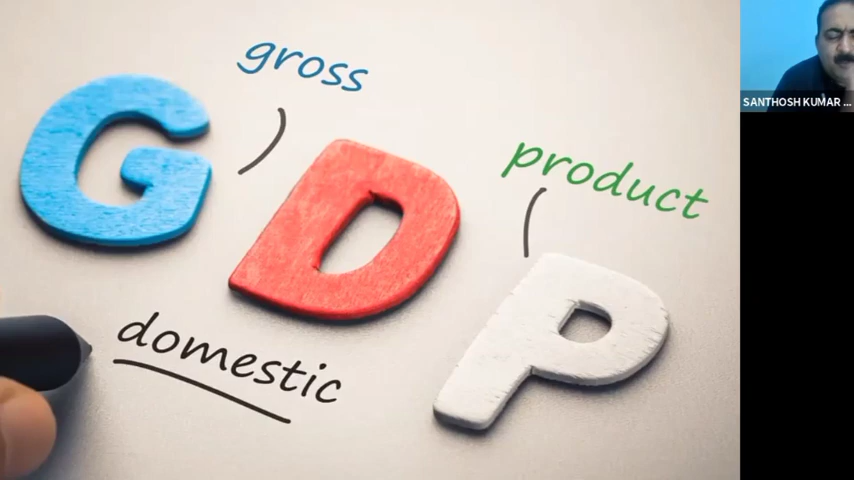 gross
G D P
product
domestic
SANTHOSH KUMAR ...